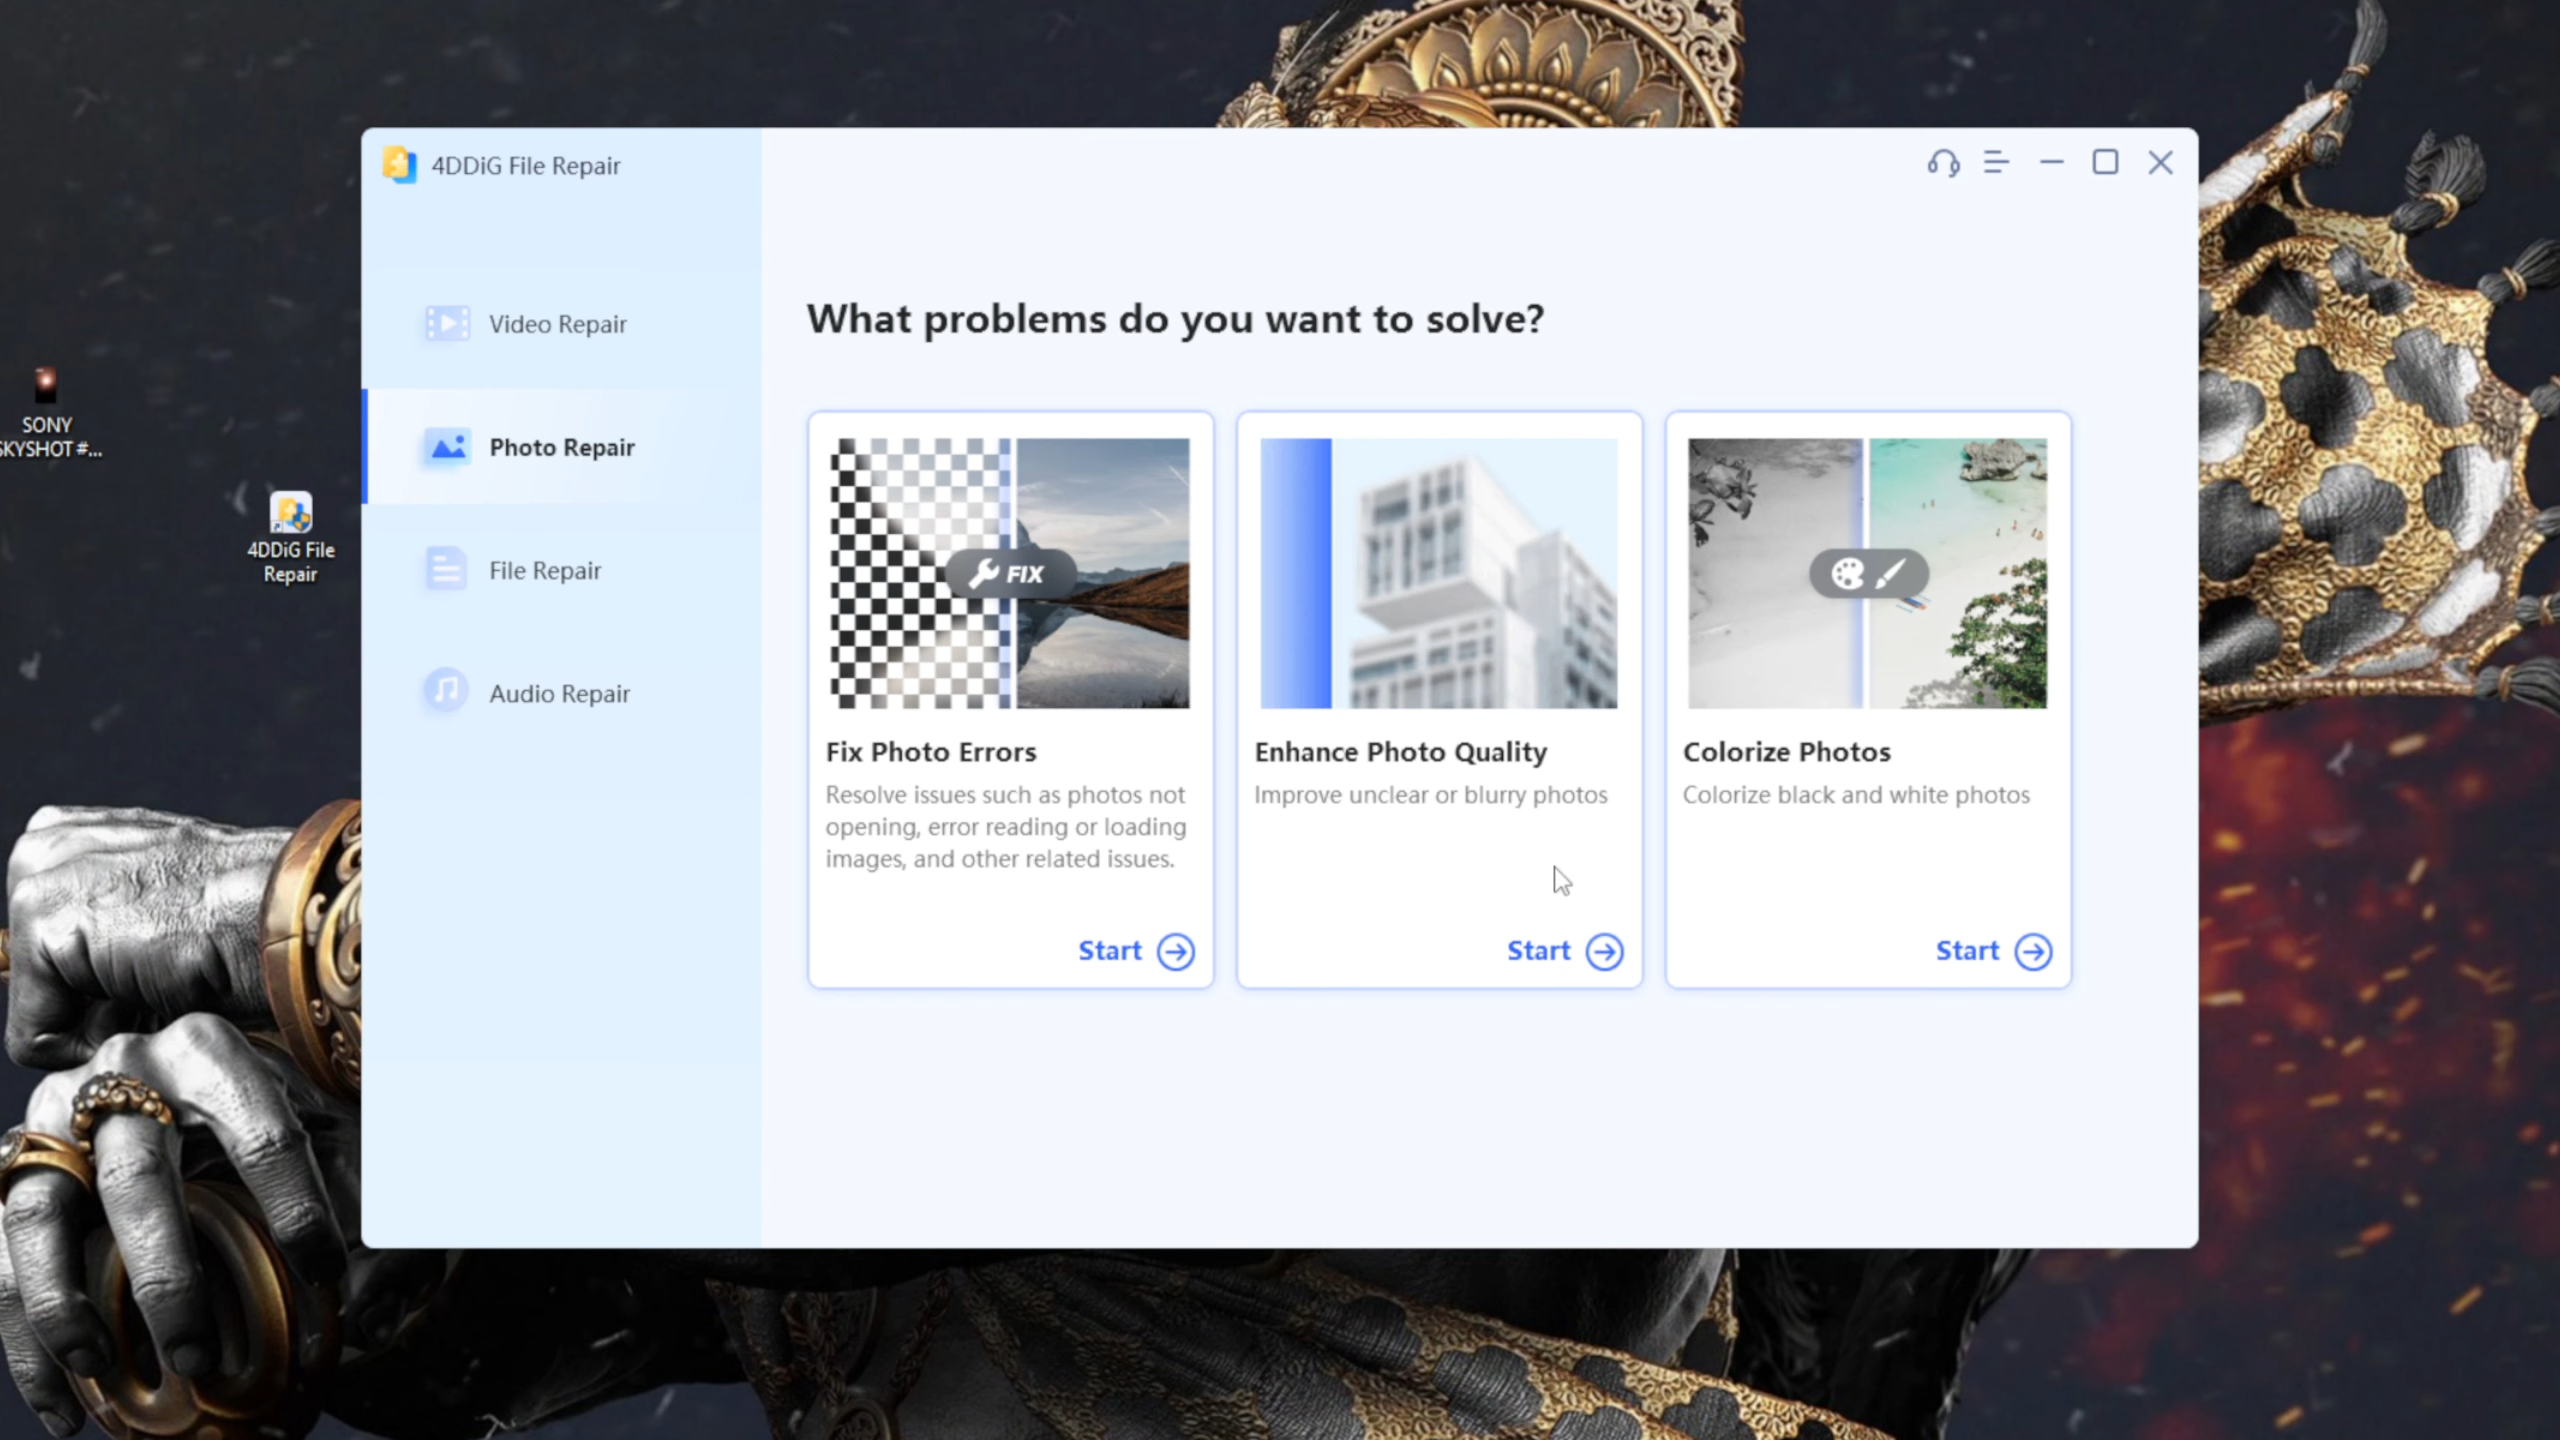 4DDiG File Repair
Video Repair
Photo Repair
File Repair
Audio Repair
What problems do you want to solve?
FIX
Fix Photo Errors
Resolve issues such as photos not
opening, error reading or loading
images, and other related issues.
Start
Enhance Photo Quality
Improve unclear or blurry photos
Start
Colorize Photos
Colorize black and white photos
Start
SONY
SKYSHOT #...
4DDiG File
Repair